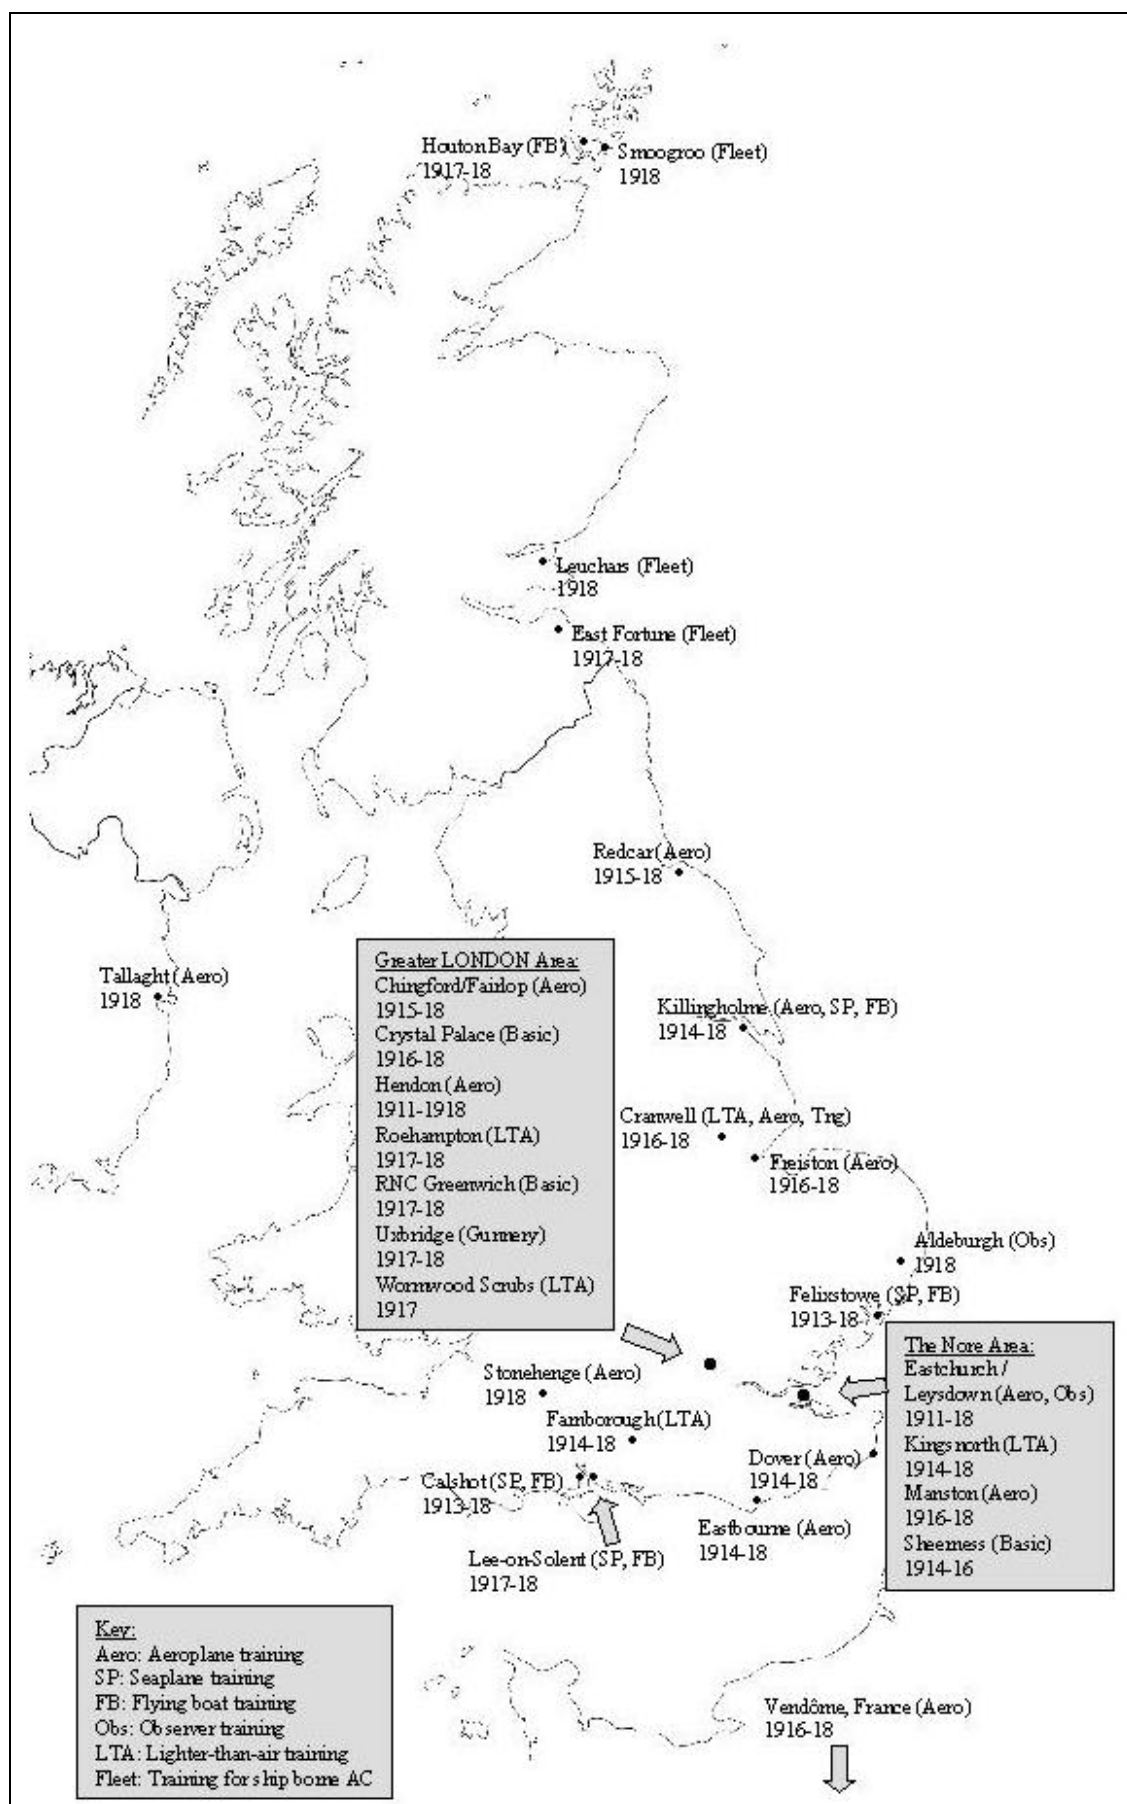 Houton Bay (FB)
1917-18
Smoogroo (Fleet)
1918
Leuchars (Fleet)
1918
East Fortune (Fleet)
1917-18
Redcar (Aero)
1915-18
Tallaght (Aero)
1918
Greater LONDON Area:
Chingford/Fairlop (Aero)
1915-18
Crystal Palace (Basic)
1916-18
Hendon (Aero)
1911-1918
Roehampton (LTA)
1917-18
RNC Greenwich (Basic)
1917-18
Uxbridge (Gunnery)
1917-18
Wormwood Scrubs (LTA)
1917
Killingholme (Aero, SP, FB)
1914-18
Cranwell (LTA, Aero, Tng)
1916-18
Freiston (Aero)
1916-18
Aldeburgh (Obs)
1918
Felixstowe (SP, FB)
1913-18
The Nore Area:
Eastchurch /
Leysdown (Aero, Obs)
1911-18
Kingsnorth (LTA)
1914-18
Manston (Aero)
1916-18
Sheerness (Basic)
1914-16
Stonehenge (Aero)
1918
Farnborough (LTA)
1914-18
Dover (Aero)
1914-18
Calshot (SP, FB)
1913-18
Eastbourne (Aero)
1914-18
Lee-on-Solent (SP, FB)
1917-18
Key:
Aero: Aeroplane training
SP: Seaplane training
FB: Flying boat training
Obs: Observer training
LTA: Lighter-than-air training
Fleet: Training for ship borne AC
Vendôme, France (Aero)
1916-18